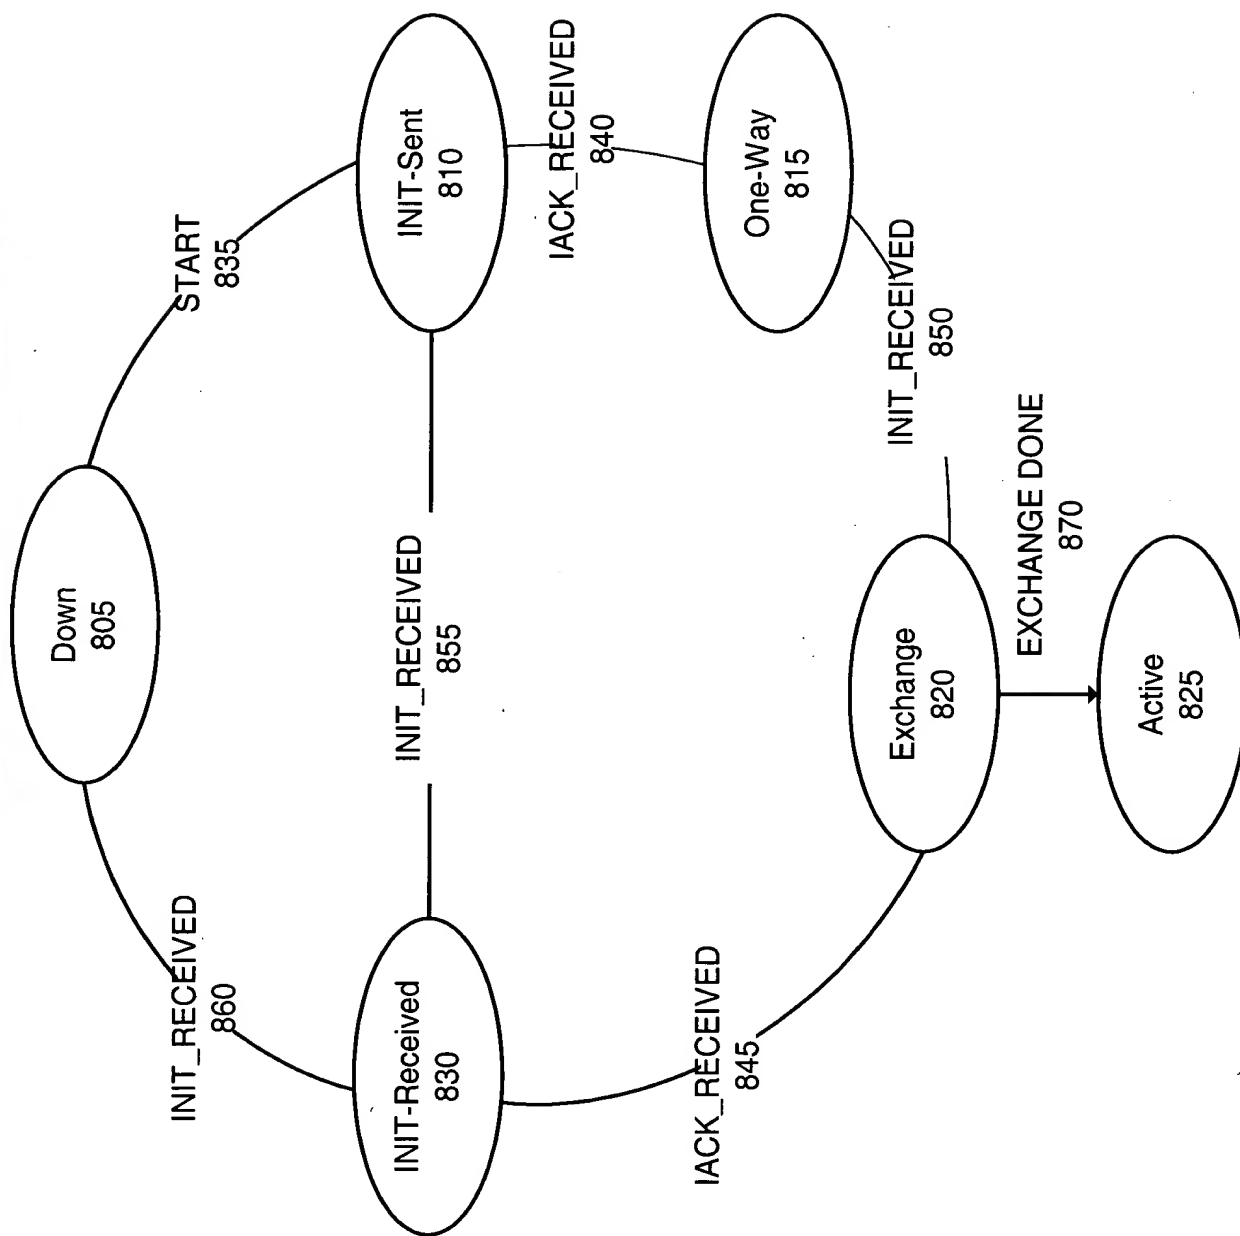 Down
805
START
835
INIT_RECEIVED
860
INIT-Sent
810
INIT_RECEIVED
855
INIT-Received
830
IACK_RECEIVED
840
One-Way
815
IACK_RECEIVED
845
INIT_RECEIVED
850
Exchange
820
EXCHANGE DONE
870
Active
825